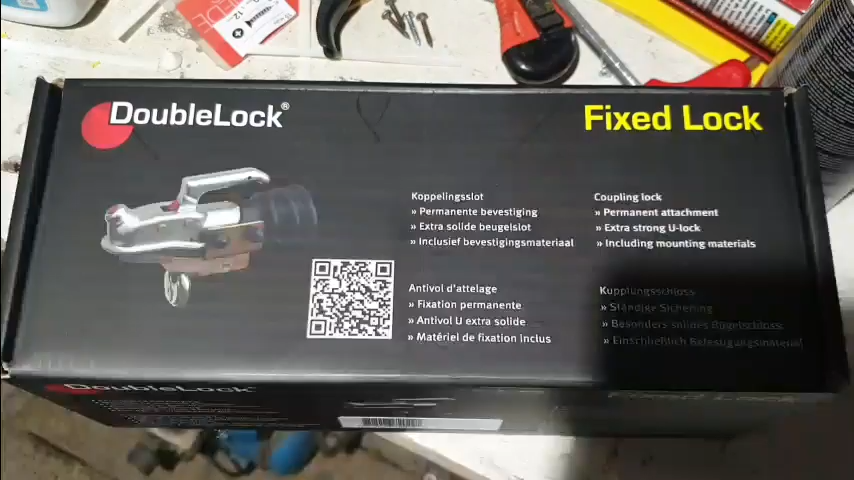 DoubleLock®
Fixed Lock
Koppelingsslot
» Permanente bevestiging
» Extra solide beugelslot
» Inclusief bevestigingsmateriaal
Coupling lock
» Permanent attachment
» Extra strong U-lock
» Including mounting materials
Antivol d'attelage
» Fixation permanente
» Antivol U extra solide
» Matériel de fixation inclus
Kupplungsschloss
» Ständige Sicherung
» Besonders solides Bügelschloss
» Einschließlich Befestigungsmaterial
DoubleLock
Fixed Lock